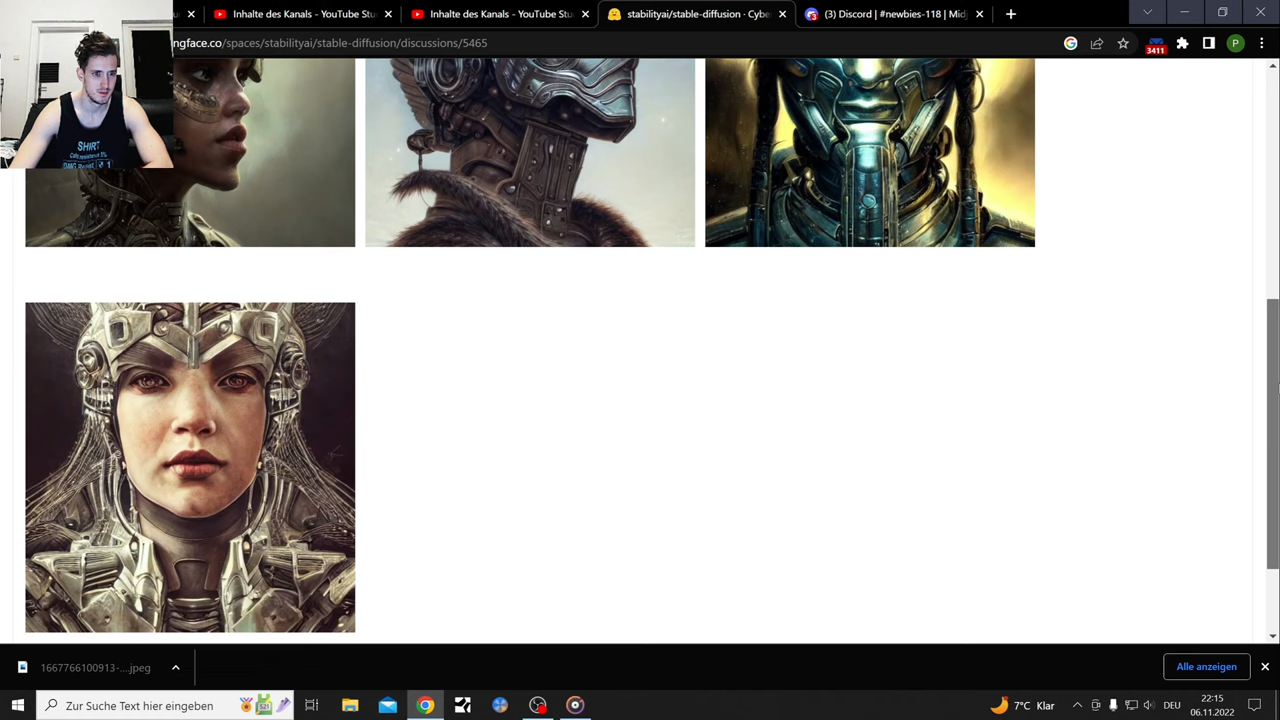 Inhalte des Kanals - YouTube Stu
Inhalte des Kanals - YouTube Stu
stabilityai/stable-diffusion · Cybe
(3) Discord | #newbies-118 | Mid
ngface.co/spaces/stabilityai/stable-diffusion/discussions/5465
3411
P
SHIRT
1667766100913-....jpeg
Alle anzeigen
Zur Suche Text hier eingeben
7°C Klar
DEU
22:15
06.11.2022